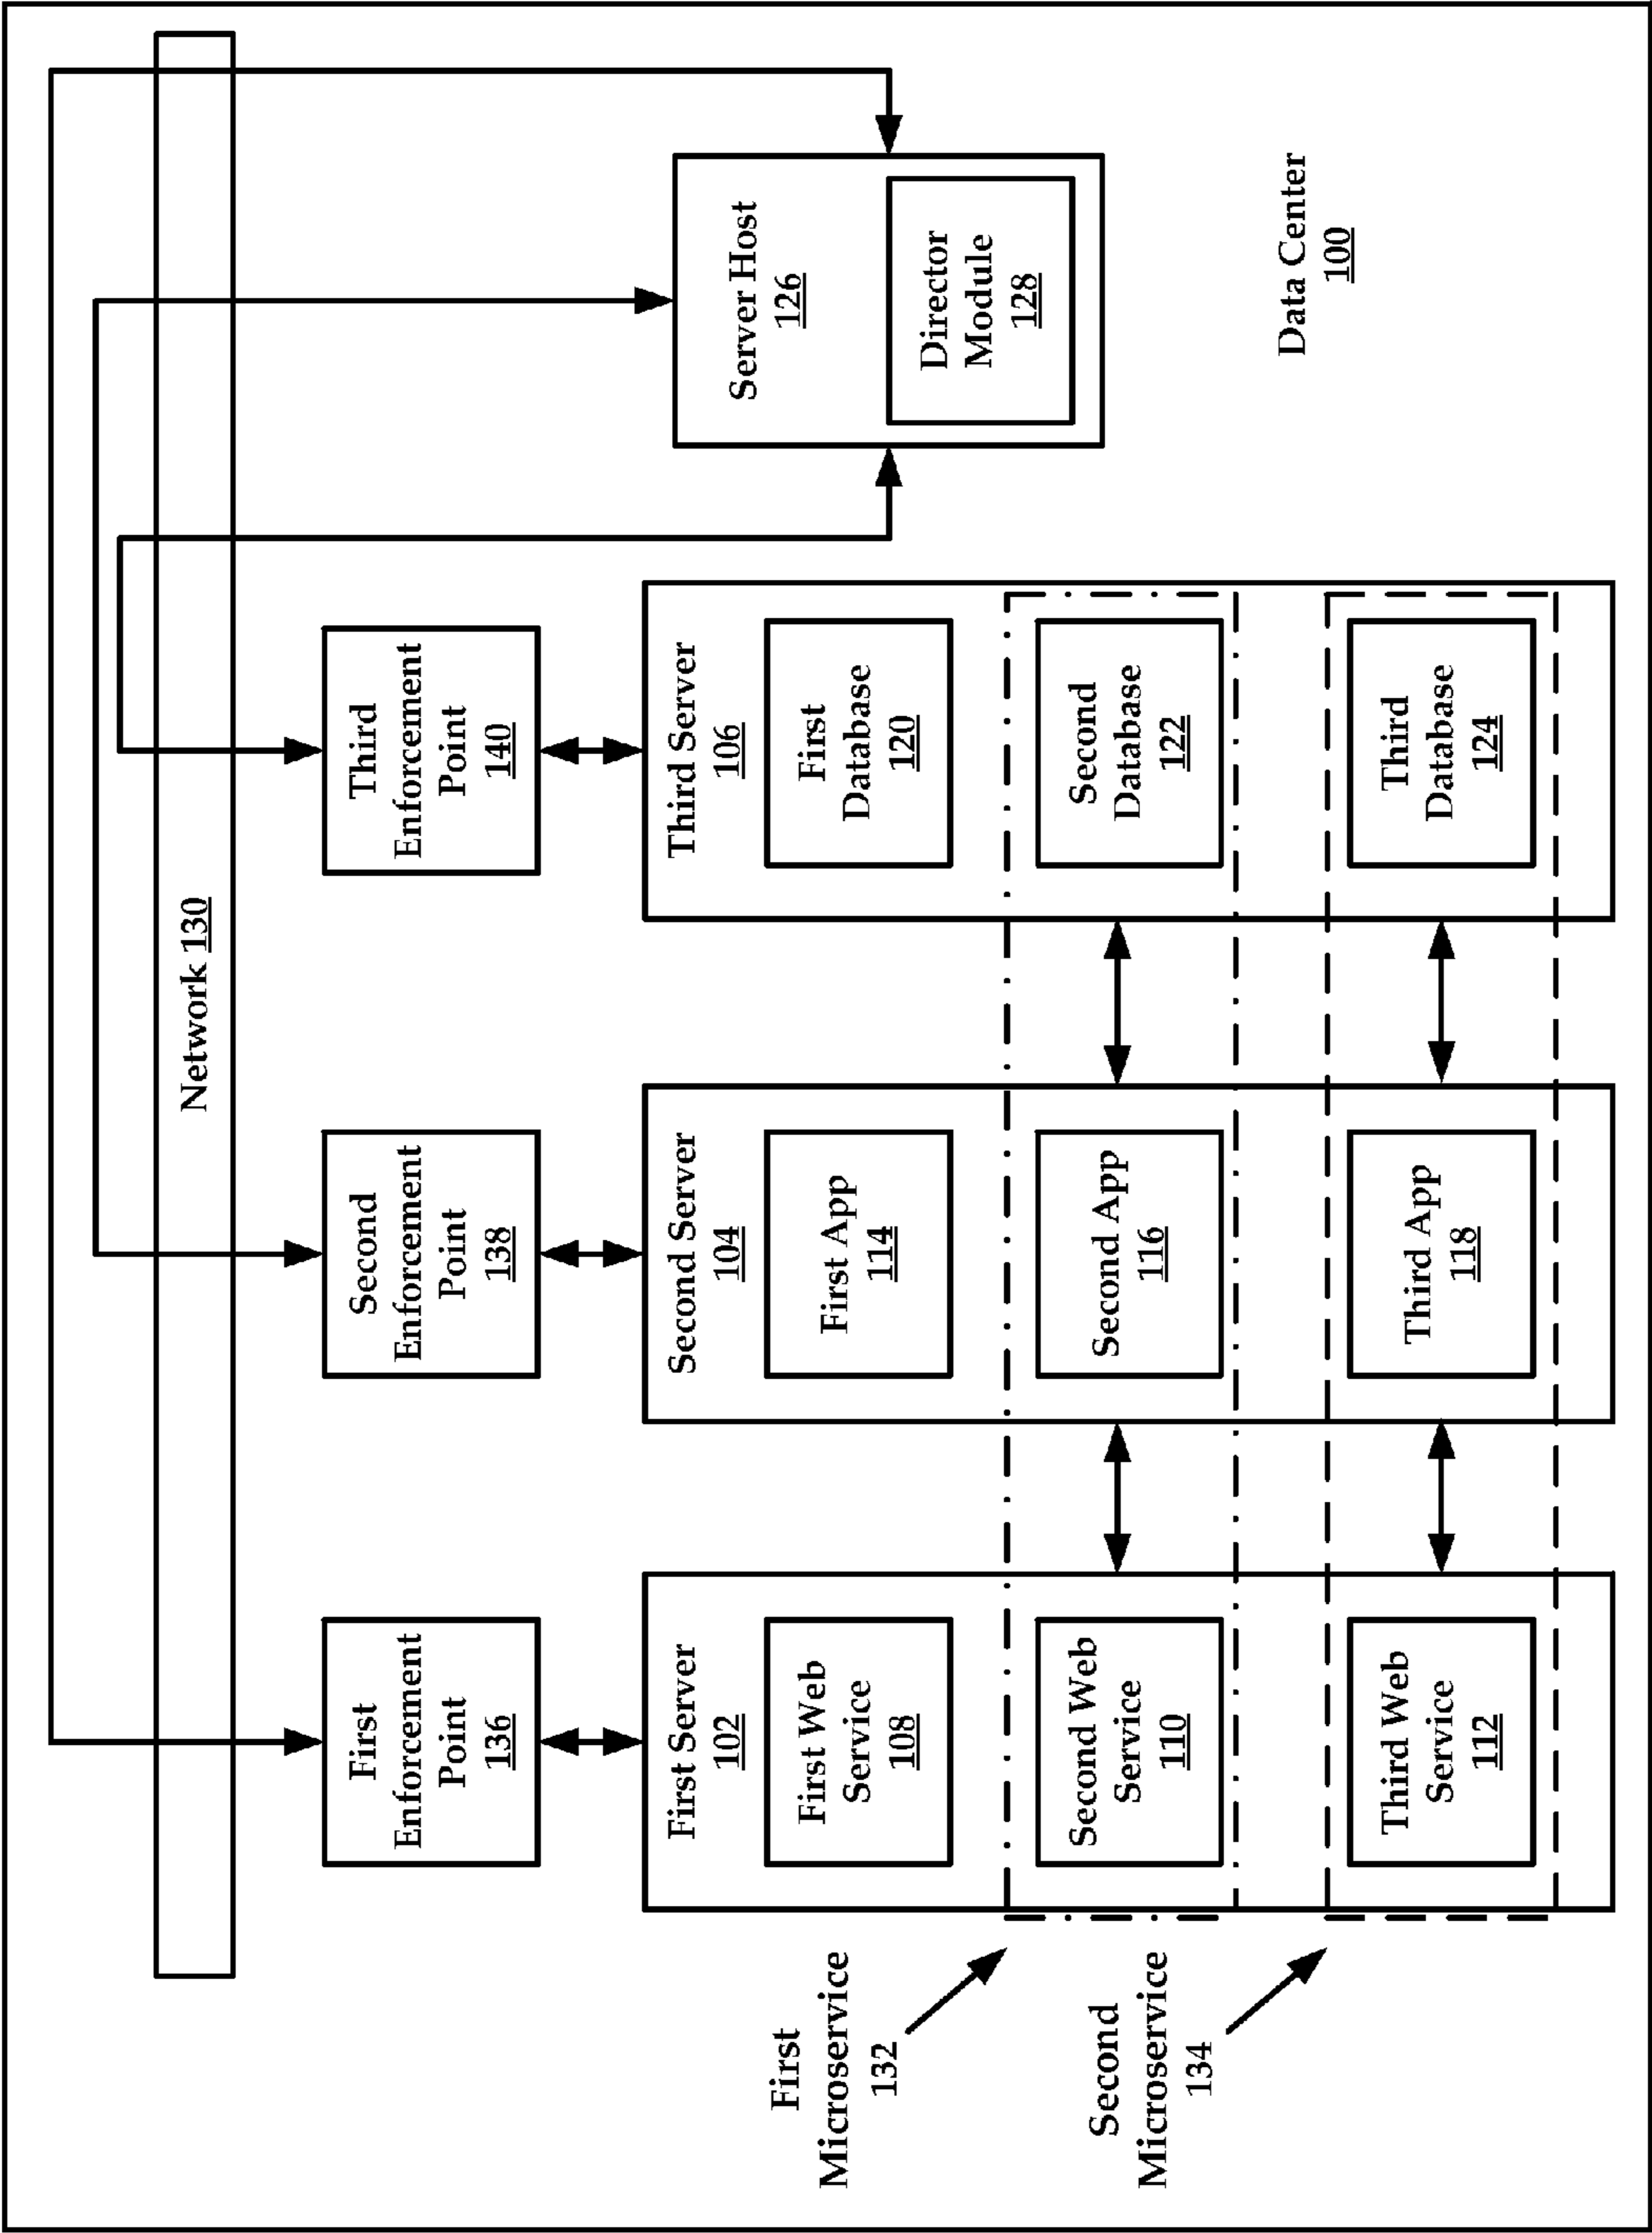 Network 130
First
Enforcement
Point
136
Second
Enforcement
Point
138
Third
Enforcement
Point
140
First Server
102
First Web
Service
108
Second Web
Service
110
Third Web
Service
112
Second Server
104
First App
114
Second App
116
Third App
118
Third Server
106
First
Database
120
Second
Database
122
Third
Database
124
Server Host
126
Director
Module
128
First
Microservice
132
Second
Microservice
134
Data Center
100